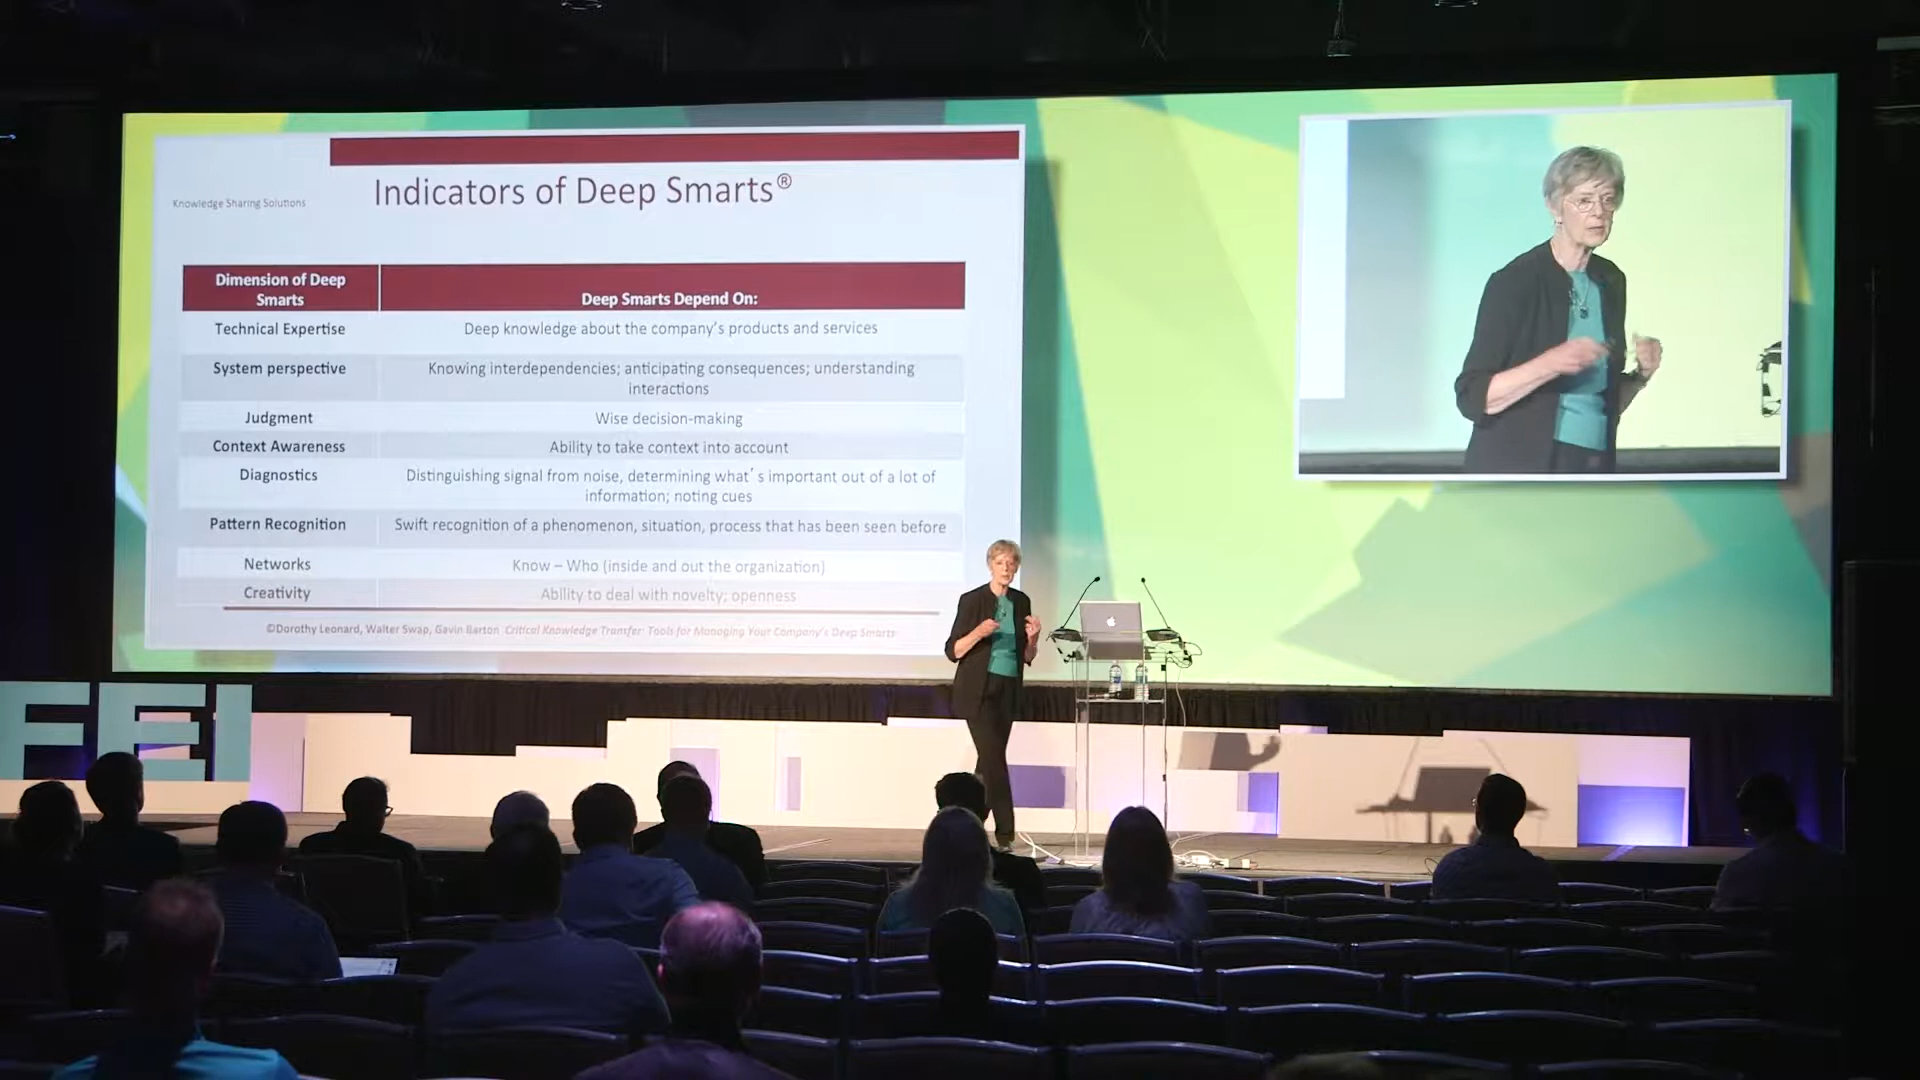 Knowledge Sharing Solutions
Indicators of Deep Smarts®
Dimension of Deep
Smarts
Deep Smarts Depend On:
Technical Expertise
Deep knowledge about the company's products and services
System perspective
Knowing interdependencies; anticipating consequences; understanding
interactions
Judgment
Wise decision-making
Context Awareness
Ability to take context into account
Diagnostics
Distinguishing signal from noise, determining what's important out of a lot of
information; noting cues
Pattern Recognition
Swift recognition of a phenomenon, situation, process that has been seen before
Networks
Know – Who (inside and out the organization)
Creativity
Ability to deal with novelty; openness
©Dorothy Leonard, Walter Swap, Gavin Barton Critical Knowledge Transfer: Tools for Managing Your Company's Deep Smarts
FEI